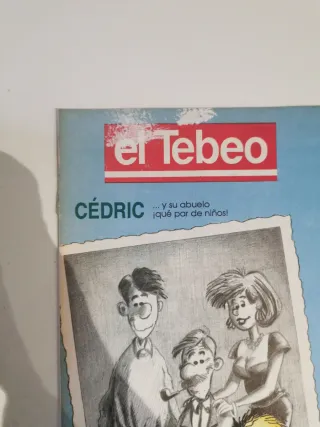 el Tebeo
CÉDRIC
... y su abuelo
¡qué par de niños!